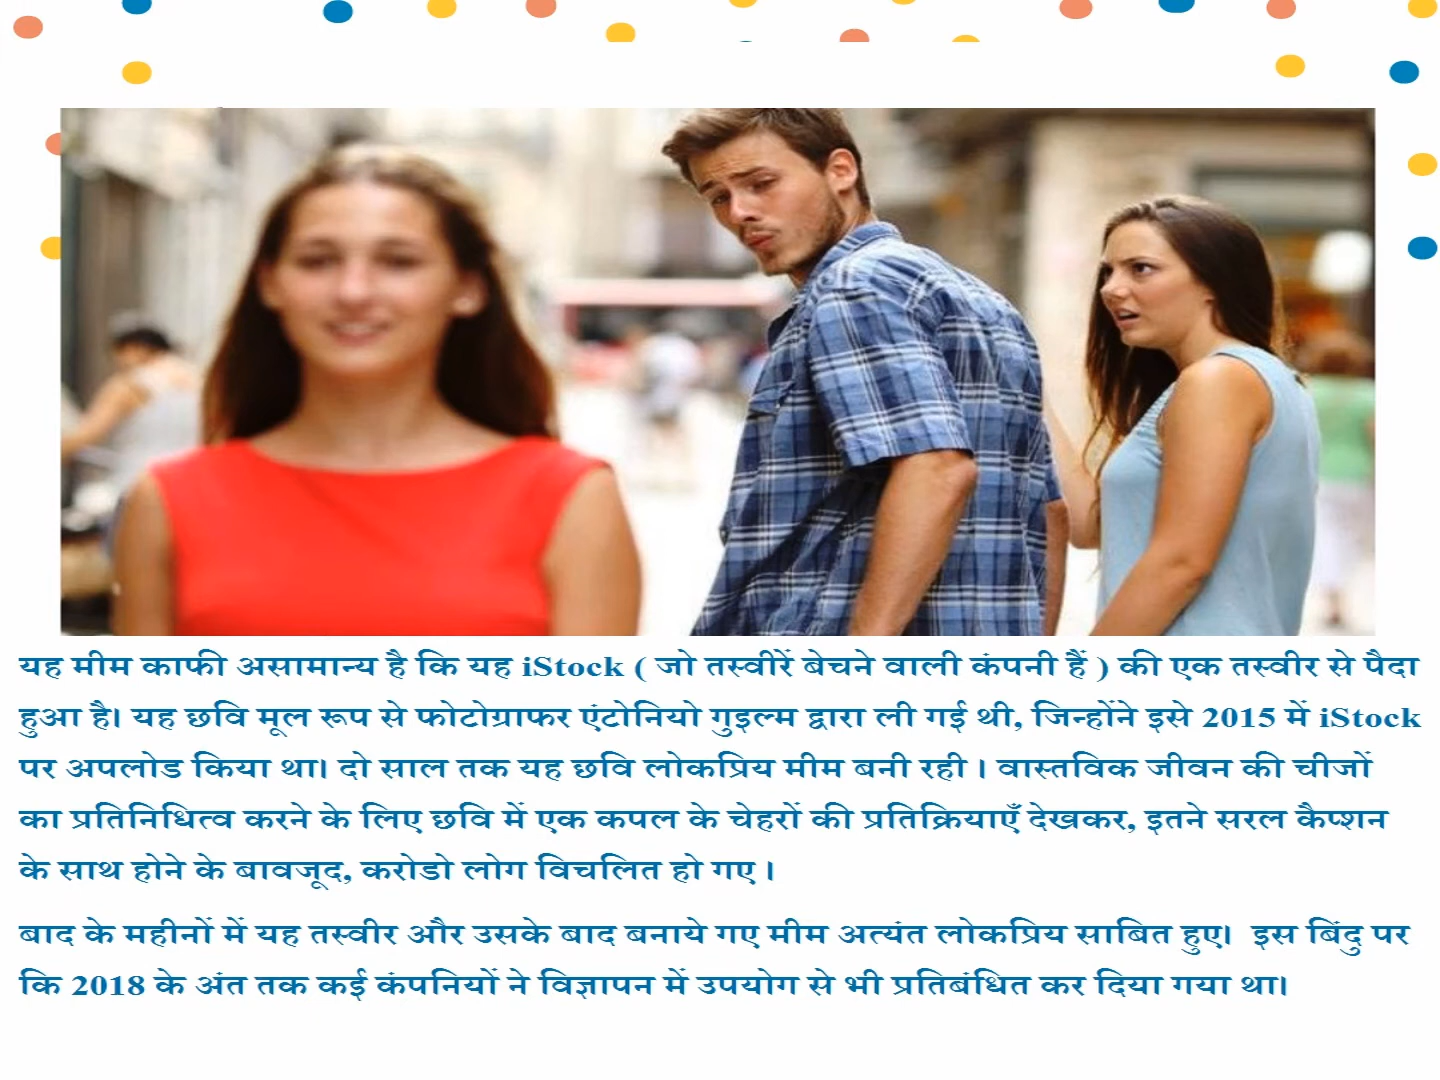 यह मीम काफी असामान्य है कि यह iStock ( जो तस्वीरें बेचने वाली कंपनी हैं ) की एक तस्वीर से पैदा
हुआ है। यह छवि मूल रूप से फोटोग्राफर एंटोनियो गुइल्म द्वारा ली गई थी, जिन्होंने इसे 2015 में iStock
पर अपलोड किया था। दो साल तक यह छवि लोकप्रिय मीम बनी रही । वास्तविक जीवन की चीजों
का प्रतिनिधित्व करने के लिए छवि में एक कपल के चेहरों की प्रतिक्रियाएँ देखकर, इतने सरल कैप्शन
के साथ होने के बावजूद, करोडो लोग विचलित हो गए ।
बाद के महीनों में यह तस्वीर और उसके बाद बनाये गए मीम अत्यंत लोकप्रिय साबित हुए। इस बिंदु पर
कि 2018 के अंत तक कई कंपनियों ने विज्ञापन में उपयोग से भी प्रतिबंधित कर दिया गया था।